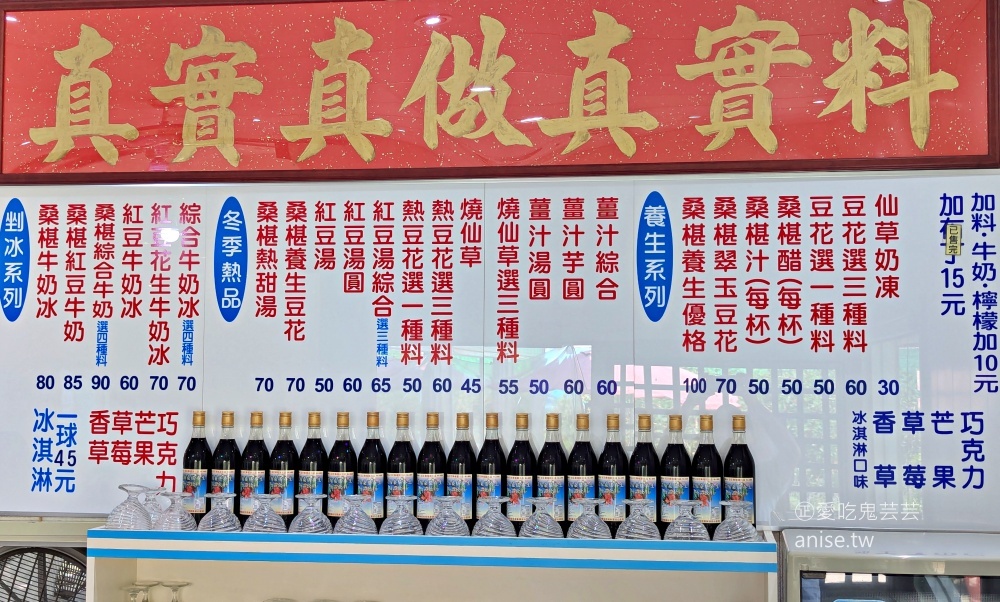 真實真做真實料
剉冰系列
桑椹牛奶冰 80
桑椹紅豆牛奶 85
桑椹綜合牛奶選四種料 90
紅豆牛奶冰 60
紅豆花生牛奶冰 70
綜合牛奶冰選四種料 70
冬季熱品
桑椹熱甜湯 70
桑椹養生豆花 70
紅豆湯 50
紅豆湯圓 60
紅豆湯綜合選三種料 65
熱豆花選一種料 50
熱豆花選三種料 60
燒仙草 45
燒仙草選三種料 55
薑汁湯圓 50
薑汁芋圓 60
薑汁綜合 60
養生系列
桑椹養生優格 100
桑椹翠玉豆花 70
桑椹汁(每杯) 50
桑椹醋(每杯) 50
豆花選一種料 50
豆花選三種料 60
仙草奶凍 30
加料·牛奶·檸檬加10元
加 15元
已售完
冰淇淋
一球45元
香草
草莓
芒果
巧克力
冰淇淋口味
香草
草莓
芒果
巧克力
愛吃鬼芸芸
anise.tw